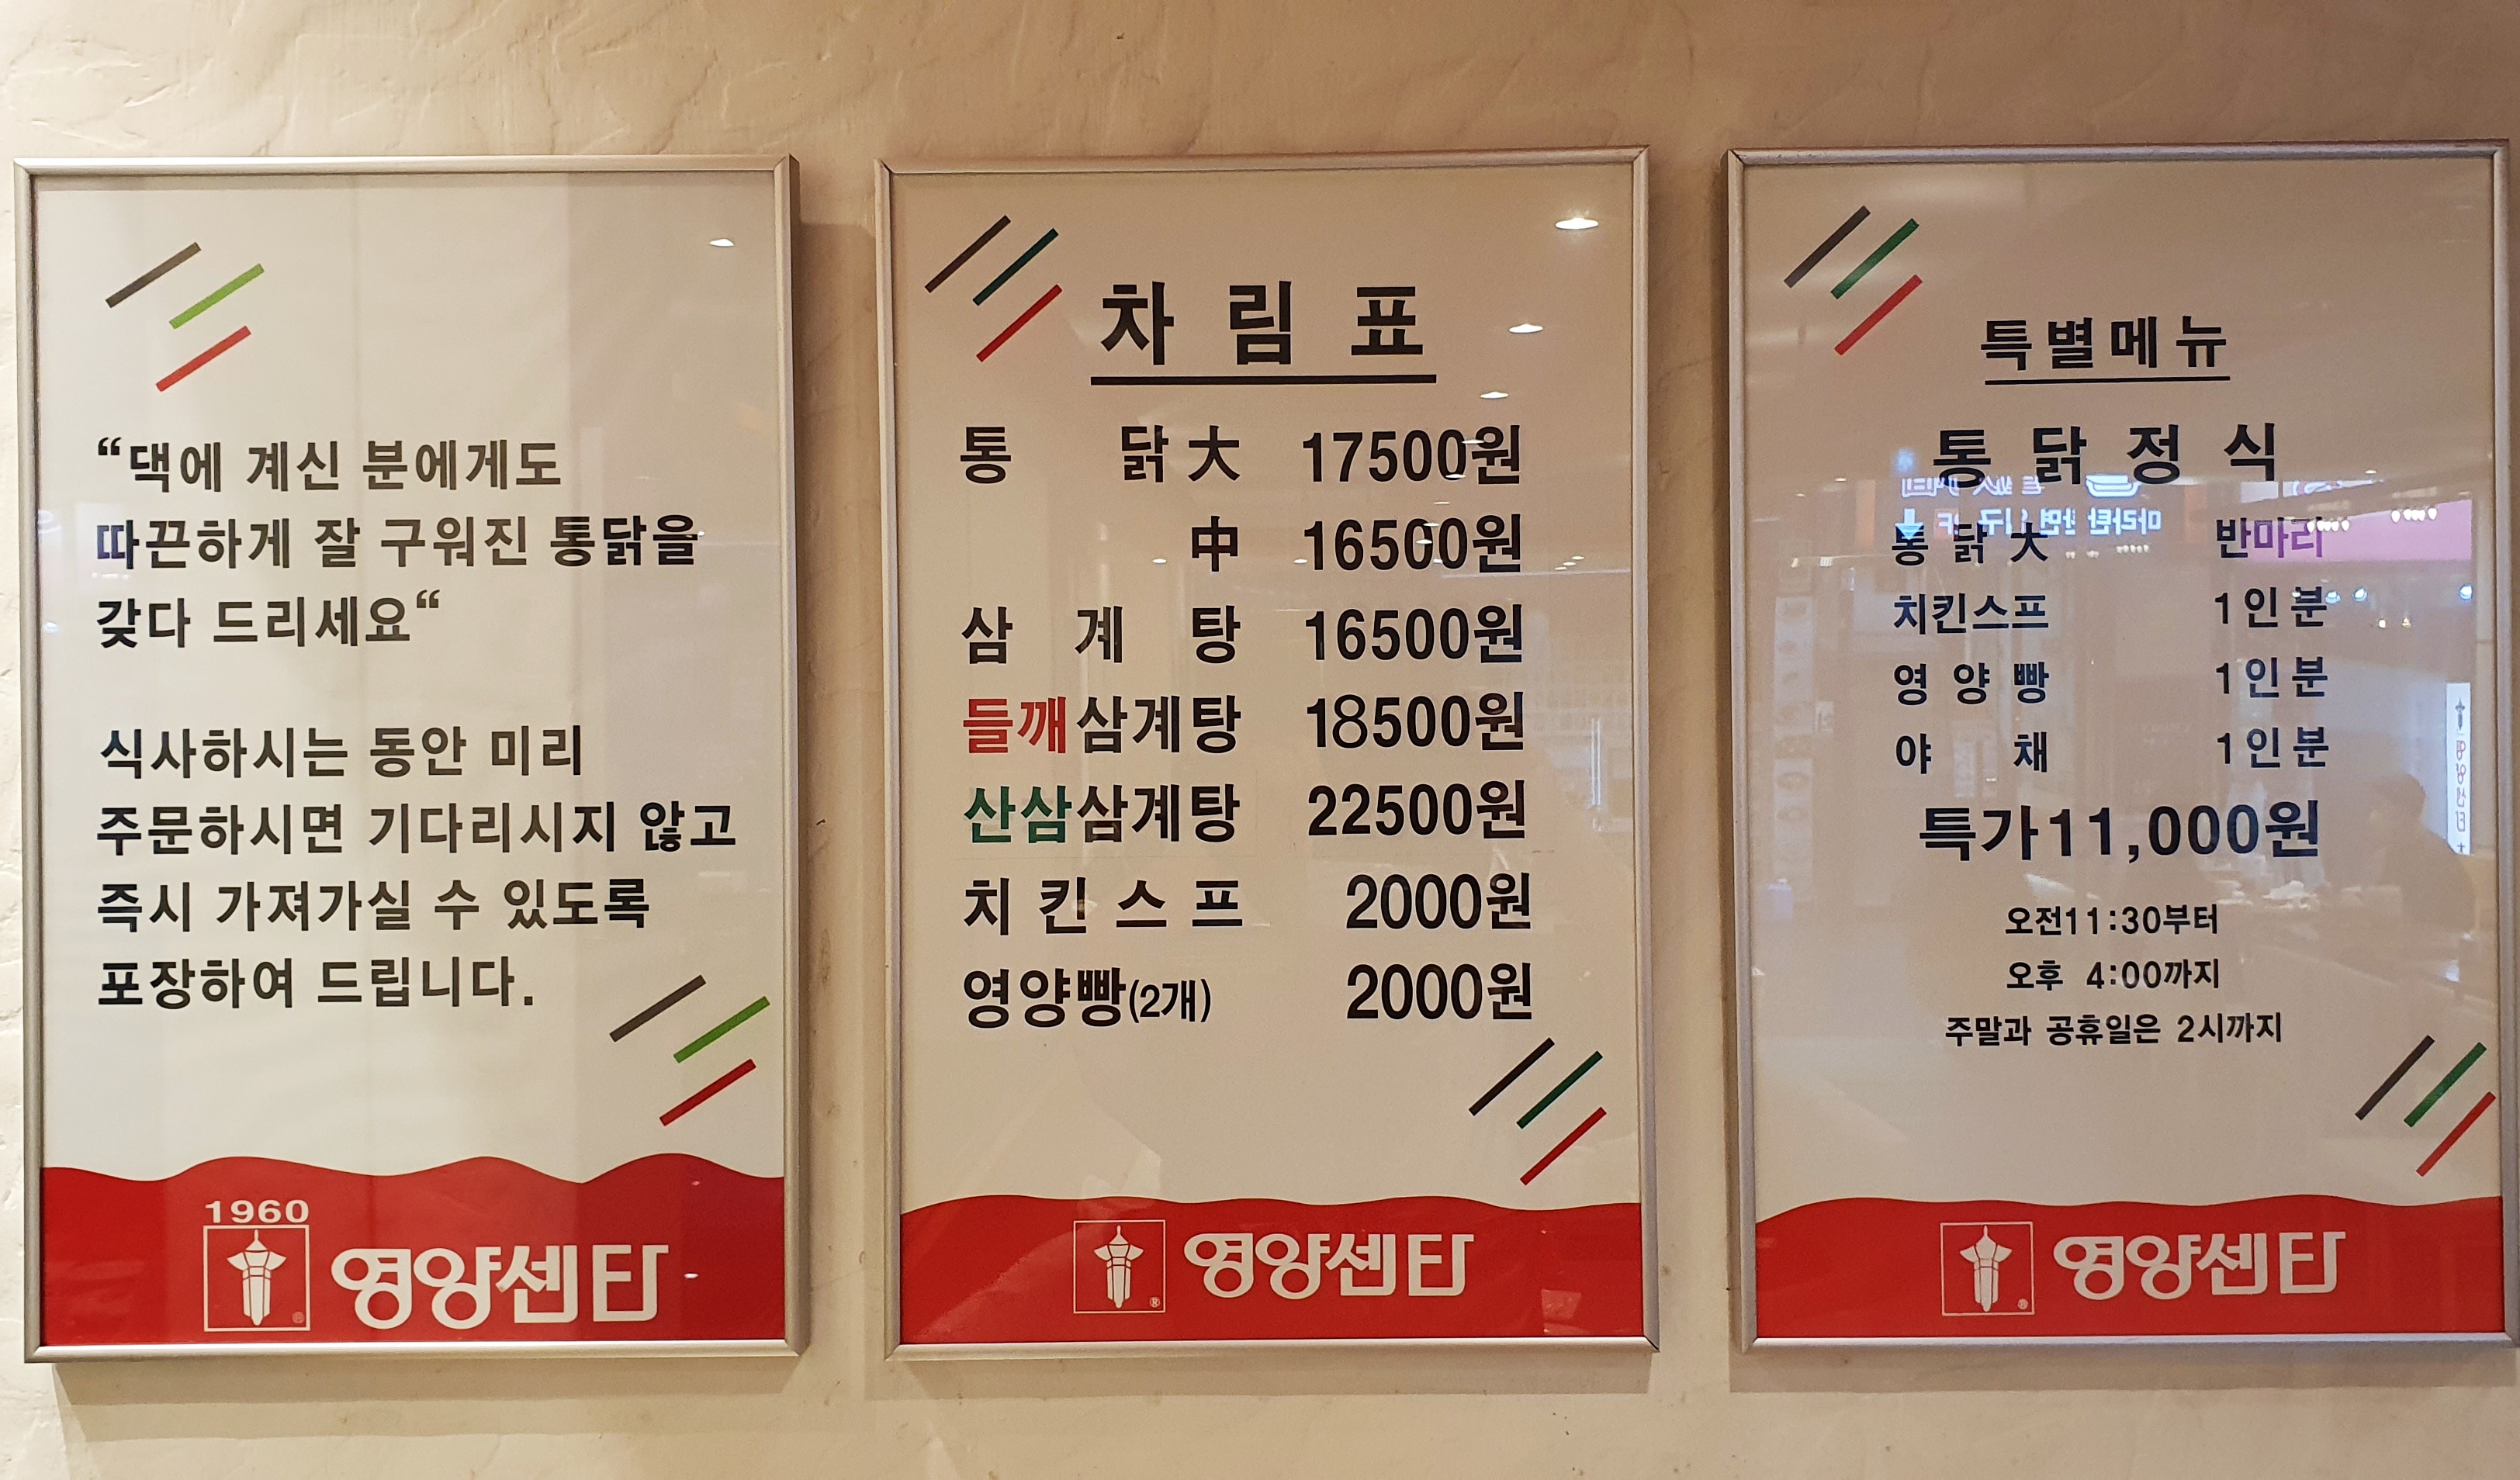 “댁에 계신 분에게도
따끈하게 잘 구워진 통닭을
갖다 드리세요“
식사하시는 동안 미리
주문하시면 기다리시지 않고
즉시 가져가실 수 있도록
포장하여 드립니다.
1960
영양센타
차림표
통 닭 大 17500원
中 16500원
삼 계 탕 16500원
들깨삼계탕 18500원
산삼삼계탕 22500원
치킨스프 2000원
영양빵(2개) 2000원
영양센타
특별메뉴
통닭정식
통닭大 반마리
치킨스프 1인분
영양빵 1인분
야채 1인분
특가11,000원
오전11:30부터
오후 4:00까지
주말과 공휴일은 2시까지
영양센타